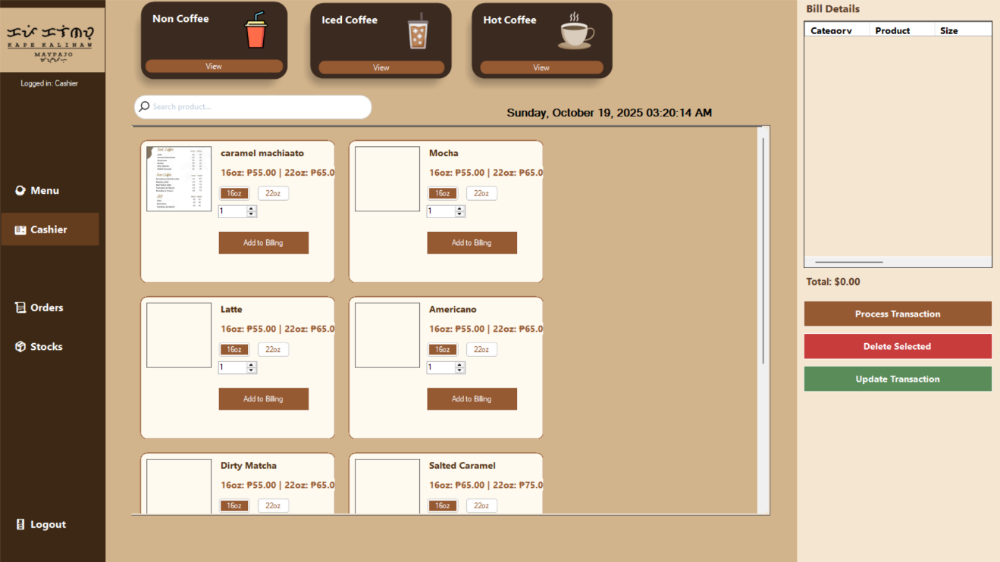 ᜃᜉᜒ ᜃᜎᜒᜈᜏ᜔
KAPE KALINAW
MAYPAJO
Logged in: Cashier
Menu
Cashier
Orders
Stocks
Logout
Non Coffee
View
Iced Coffee
View
Hot Coffee
View
Search product...
Sunday, October 19, 2025 03:20:14 AM
caramel machiaato
16oz: ₱55.00 | 22oz: ₱65.0
16oz 22oz
1
Add to Billing
Mocha
16oz: ₱55.00 | 22oz: ₱65.0
16oz 22oz
1
Add to Billing
Latte
16oz: ₱55.00 | 22oz: ₱65.0
16oz 22oz
1
Add to Billing
Americano
16oz: ₱55.00 | 22oz: ₱65.0
16oz 22oz
1
Add to Billing
Dirty Matcha
16oz: ₱55.00 | 22oz: ₱65.0
16oz 22oz
Salted Caramel
16oz: ₱65.00 | 22oz: ₱75.0
16oz 22oz
Bill Details
Category Product Size
Total: $0.00
Process Transaction
Delete Selected
Update Transaction